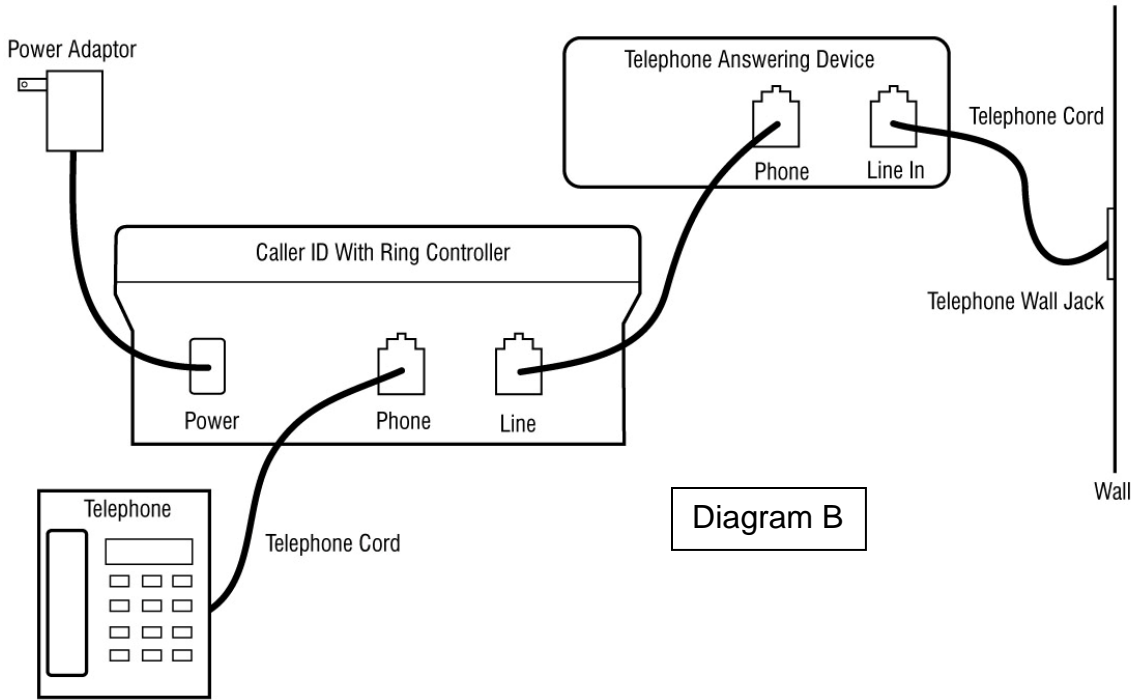 Power Adaptor
Telephone Answering Device
Telephone Cord
Phone
Line In
Caller ID With Ring Controller
Telephone Wall Jack
Power
Phone
Line
Wall
Telephone
Diagram B
Telephone Cord